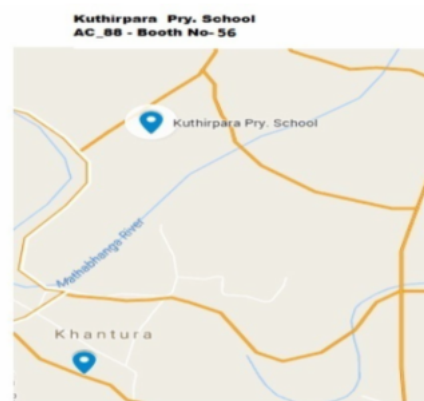 Kuthirpara Pry. School
AC_88 - Booth No-56
Kuthirpara Pry. School
Mathabhanga River
Khantura